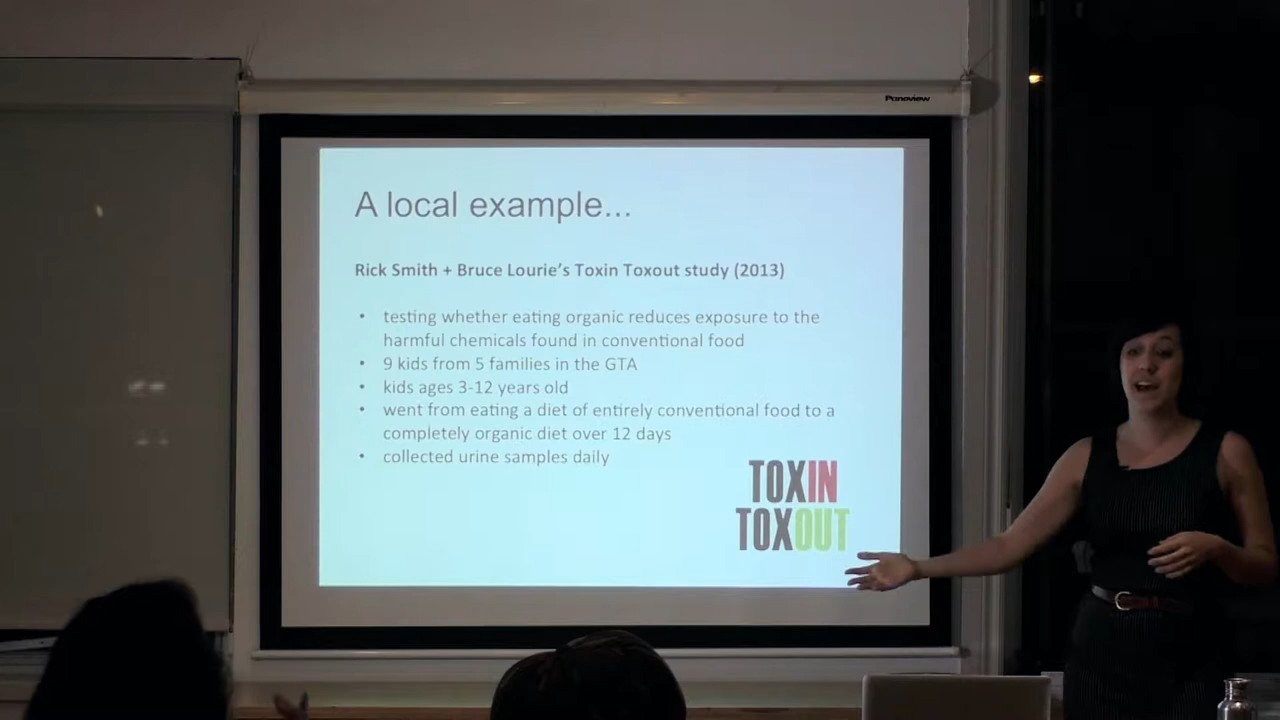 Panoview
A local example...
Rick Smith + Bruce Lourie's Toxin Toxout study (2013)
• testing whether eating organic reduces exposure to the
harmful chemicals found in conventional food
• 9 kids from 5 families in the GTA
• kids ages 3-12 years old
• went from eating a diet of entirely conventional food to a
completely organic diet over 12 days
• collected urine samples daily
TOXIN
TOXOUT